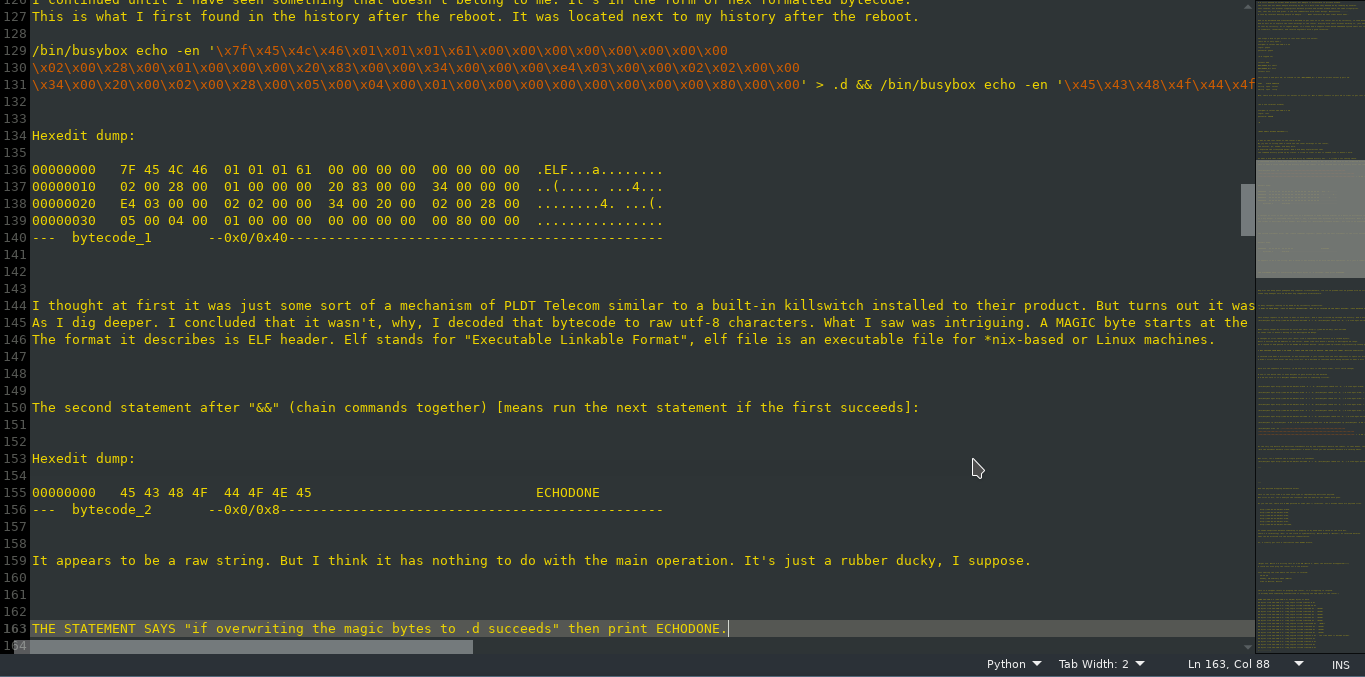 126 I continued until I have seen something that doesn't belong to me. It's in the form of hex formatted bytecode.
127 This is what I first found in the history after the reboot. It was located next to my history after the reboot.
128
129 /bin/busybox echo -en '\x7f\x45\x4c\x46\x01\x01\x01\x61\x00\x00\x00\x00\x00\x00\x00\x00
130 \x02\x00\x28\x00\x01\x00\x00\x00\x20\x83\x00\x00\x34\x00\x00\x00\xe4\x03\x00\x00\x02\x02\x00\x00
131 \x34\x00\x20\x00\x02\x00\x28\x00\x05\x00\x04\x00\x01\x00\x00\x00\x00\x00\x00\x00\x00\x80\x00\x00' > .d && /bin/busybox echo -en '\x45\x43\x48\x4f\x44\x4f
132
133
134 Hexedit dump:
135
136 00000000   7F 45 4C 46  01 01 01 61  00 00 00 00  00 00 00 00  .ELF...a........
137 00000010   02 00 28 00  01 00 00 00  20 83 00 00  34 00 00 00  ..(..... ...4...
138 00000020   E4 03 00 00  02 02 00 00  34 00 20 00  02 00 28 00  ........4. ...(.
139 00000030   05 00 04 00  01 00 00 00  00 00 00 00  00 80 00 00  ................
140 ---  bytecode_1       --0x0/0x40-----------------------------------------------
141
142
143
144 I thought at first it was just some sort of a mechanism of PLDT Telecom similar to a built-in killswitch installed to their product. But turns out it was
145 As I dig deeper. I concluded that it wasn't, why, I decoded that bytecode to raw utf-8 characters. What I saw was intriguing. A MAGIC byte starts at the
146 The format it describes is ELF header. Elf stands for "Executable Linkable Format", elf file is an executable file for *nix-based or Linux machines.
147
148
149
150 The second statement after "&&" (chain commands together) [means run the next statement if the first succeeds]:
151
152
153 Hexedit dump:
154
155 00000000   45 43 48 4F  44 4F 4E 45                            ECHODONE
156 ---  bytecode_2       --0x0/0x8------------------------------------------------
157
158
159 It appears to be a raw string. But I think it has nothing to do with the main operation. It's just a rubber ducky, I suppose.
160
161
162
163 THE STATEMENT SAYS "if overwriting the magic bytes to .d succeeds" then print ECHODONE.
164
Python Tab Width: 2 Ln 163, Col 88 INS